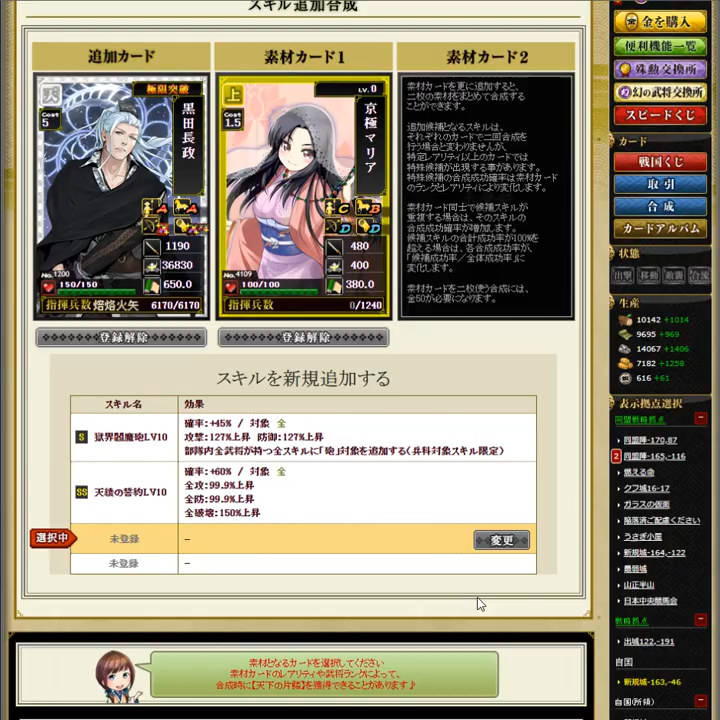 スキル追加合成
追加カード
素材カード1
素材カード2
天
極限突破
Cost
5
黒田長政
A
A
1190
36830
650.0
No.1200
150/150
指揮兵数 焙烙火矢 6170/6170
上
LV.0
Cost
1.5
京極マリア
C
B
D
D
480
400
380.0
No.4109
100/100
指揮兵数 0/1240
素材カードを更に追加すると、
二枚の素材をまとめて合成する
ことができます。
追加候補となるスキルは、
それぞれのカードで二回合成を
行う場合と変わりませんが、
特定レアリティ以上のカードでは
特殊候補が出現する事があります。
特殊候補の合成成功確率は素材カード
のランクとレアリティにより変化します。
素材カード同士で候補スキルが
重複する場合は、そのスキルの
合成成功確率が増加します。
候補スキルの合計成功率が100%を
超える場合は、各合成成功率が、
「候補成功率／全体成功率」に
変化します。
素材カードを二枚使う合成には、
金60が必要になります。
登録解除
登録解除
スキルを新規追加する
スキル名
効果
S 獄界閻魔砲LV10
確率:+45% / 対象 全
攻撃:127%上昇 防御:127%上昇
部隊内全武将が持つ全スキルに「砲」対象を追加する(兵科対象スキル限定)
SS 天禄の誓約LV10
確率:+60% / 対象 全
全攻:99.9%上昇
全防:99.9%上昇
全破壊:150%上昇
選択中
未登録
-
変更
未登録
-
素材となるカードを選択してください
素材カードのレアリティや武将ランクによって、
合成時に【天下の片鱗】を獲得できることがあります♪
金を購入
便利機能一覧
殊勲交換所
幻の武将交換所
スピードくじ
カード
戦国くじ
取引
合成
カードアルバム
状態
出撃
移動
敵襲
合流
生産
10142 +1014
9695 +969
14067 +1406
7182 +1258
616 +61
表示拠点選択
同盟戦時拠点
同盟陣-170,87
2
同盟陣-165,-116
燃える命
クフ城16-17
ガラスの仮面
陥落済ご配慮ください
うさぎ小屋
新規城-164,-122
最弱城
山正半山
日本中央競馬会
戦時拠点
出城122,-191
自国
新規城-163,-46
自国(所領)